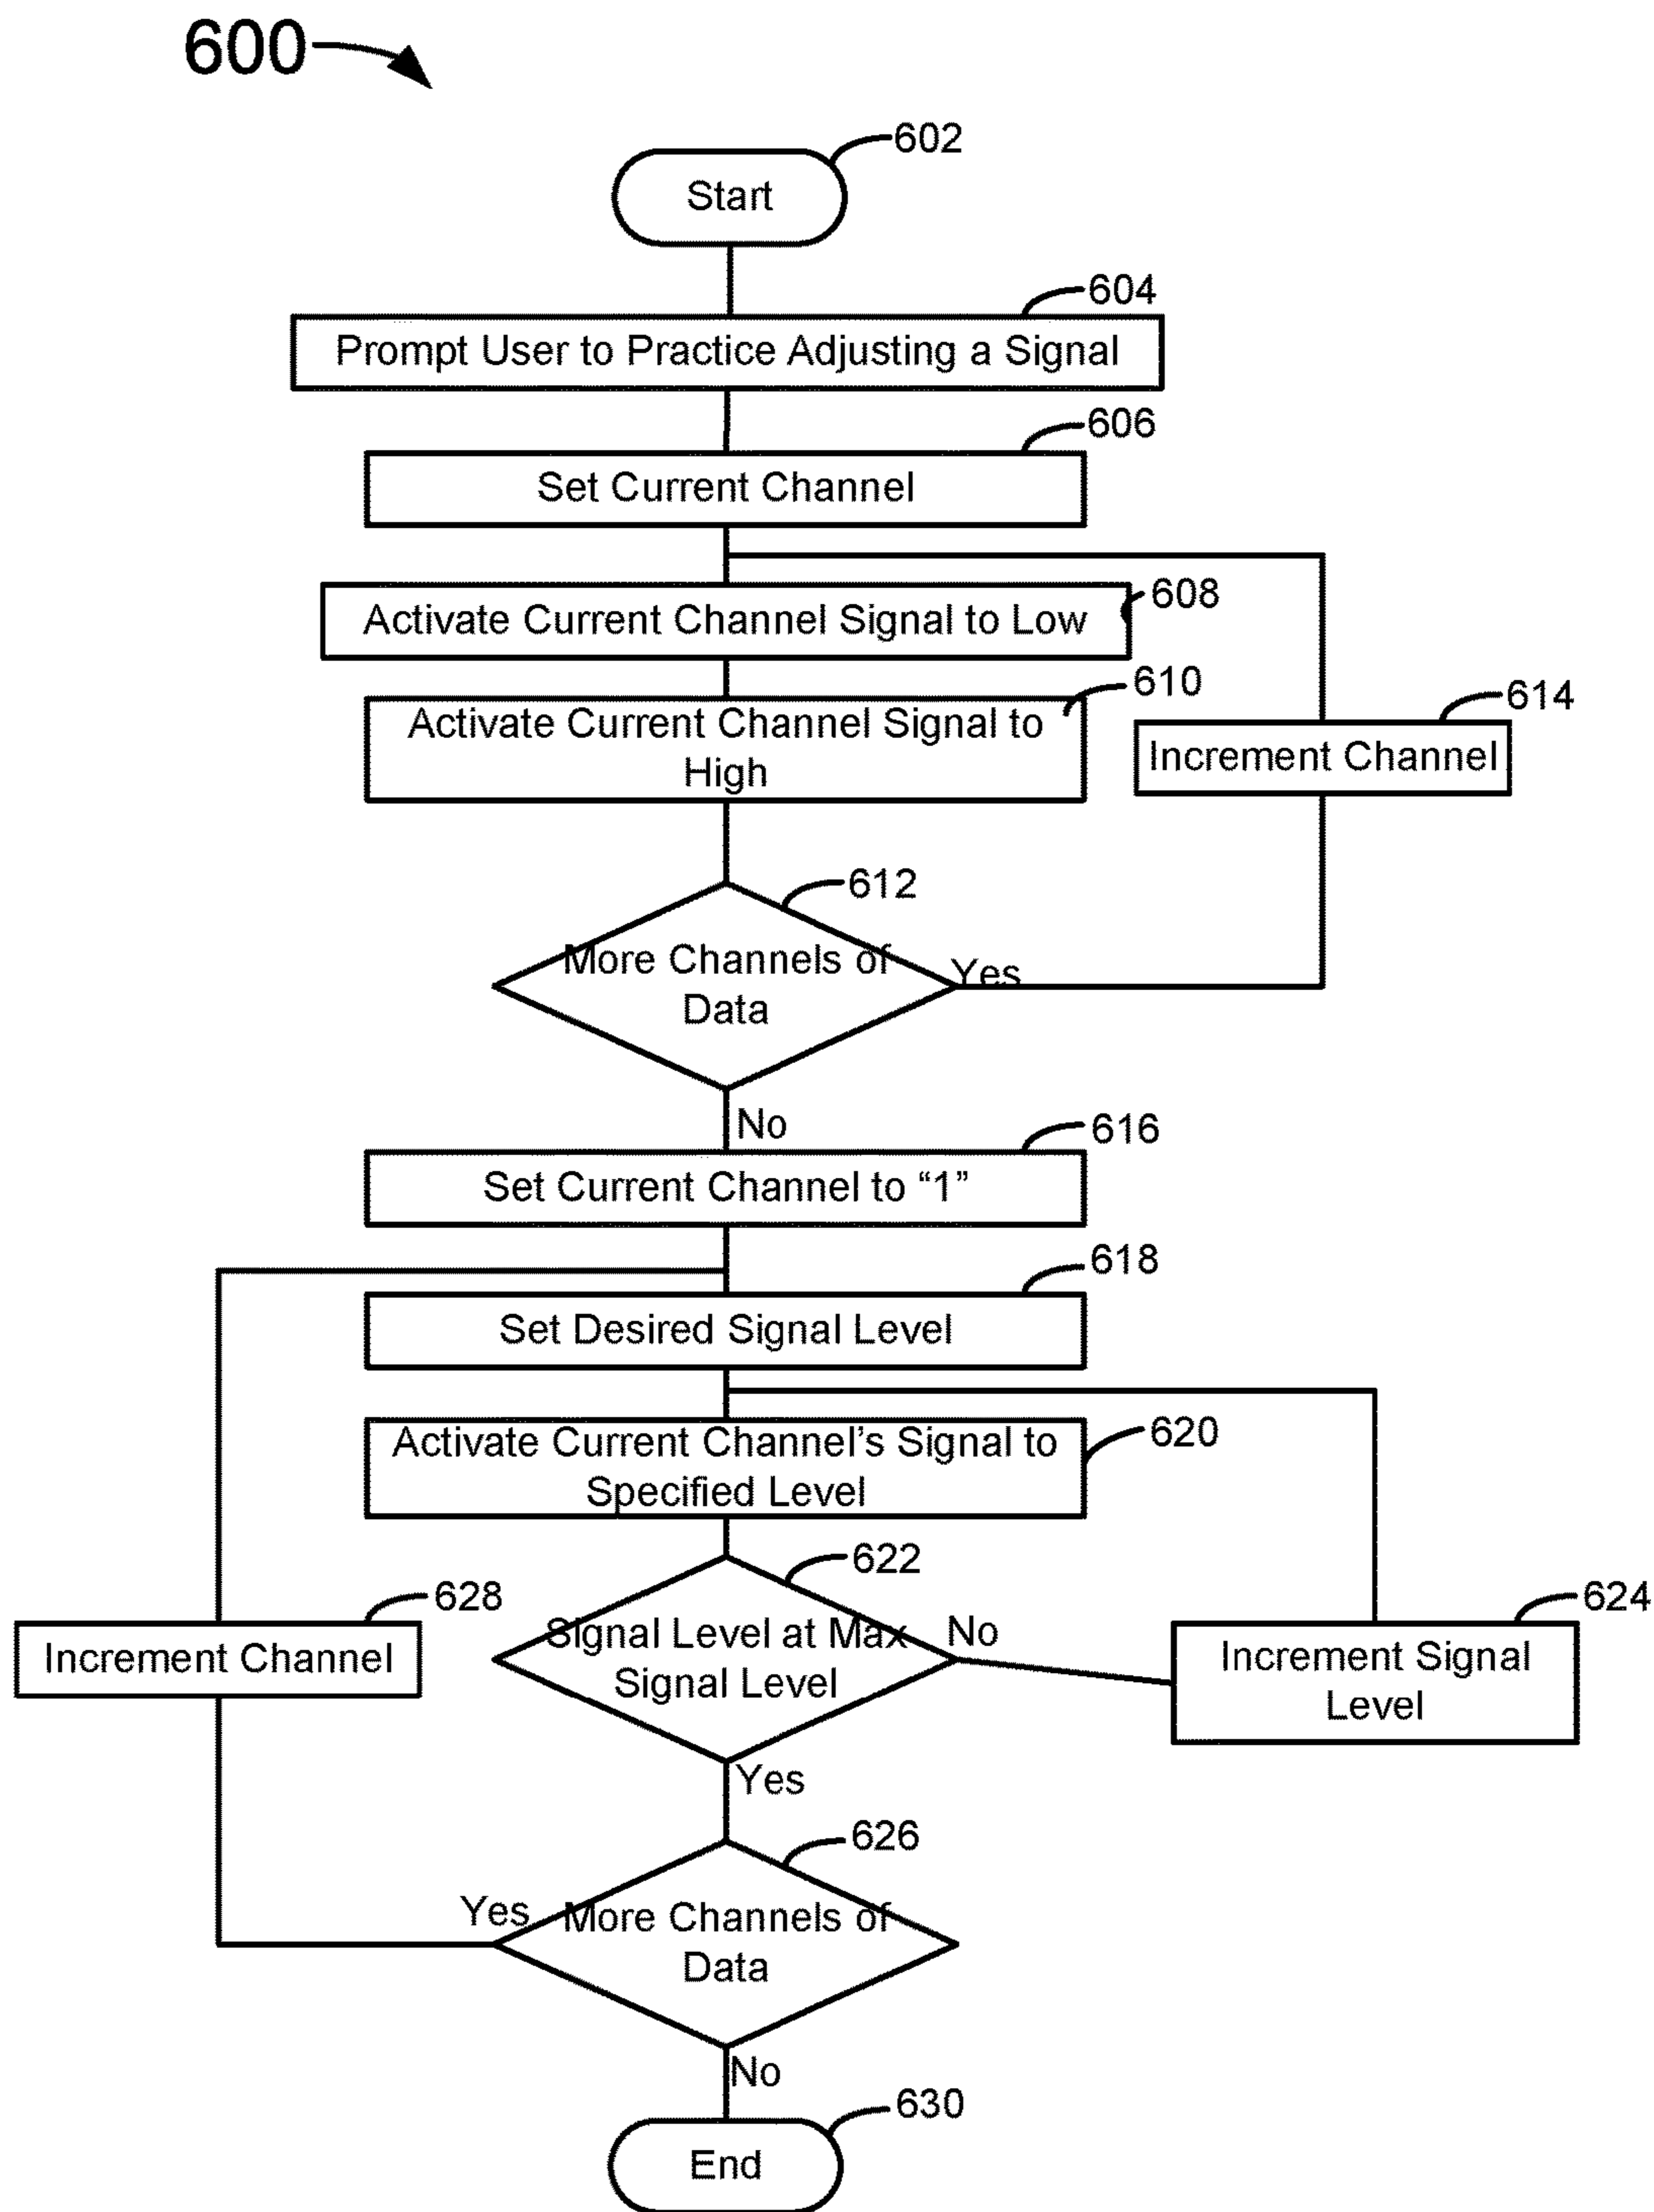 600
602
Start
604
Prompt User to Practice Adjusting a Signal
606
Set Current Channel
608
Activate Current Channel Signal to Low
610
Activate Current Channel Signal to
High
614
Increment Channel
612
More Channels of
Data
Yes
No
616
Set Current Channel to “1”
618
Set Desired Signal Level
620
Activate Current Channel’s Signal to
Specified Level
622
Signal Level at Max
Signal Level
No
624
Increment Signal
Level
628
Increment Channel
Yes
626
More Channels of
Data
Yes
No
630
End